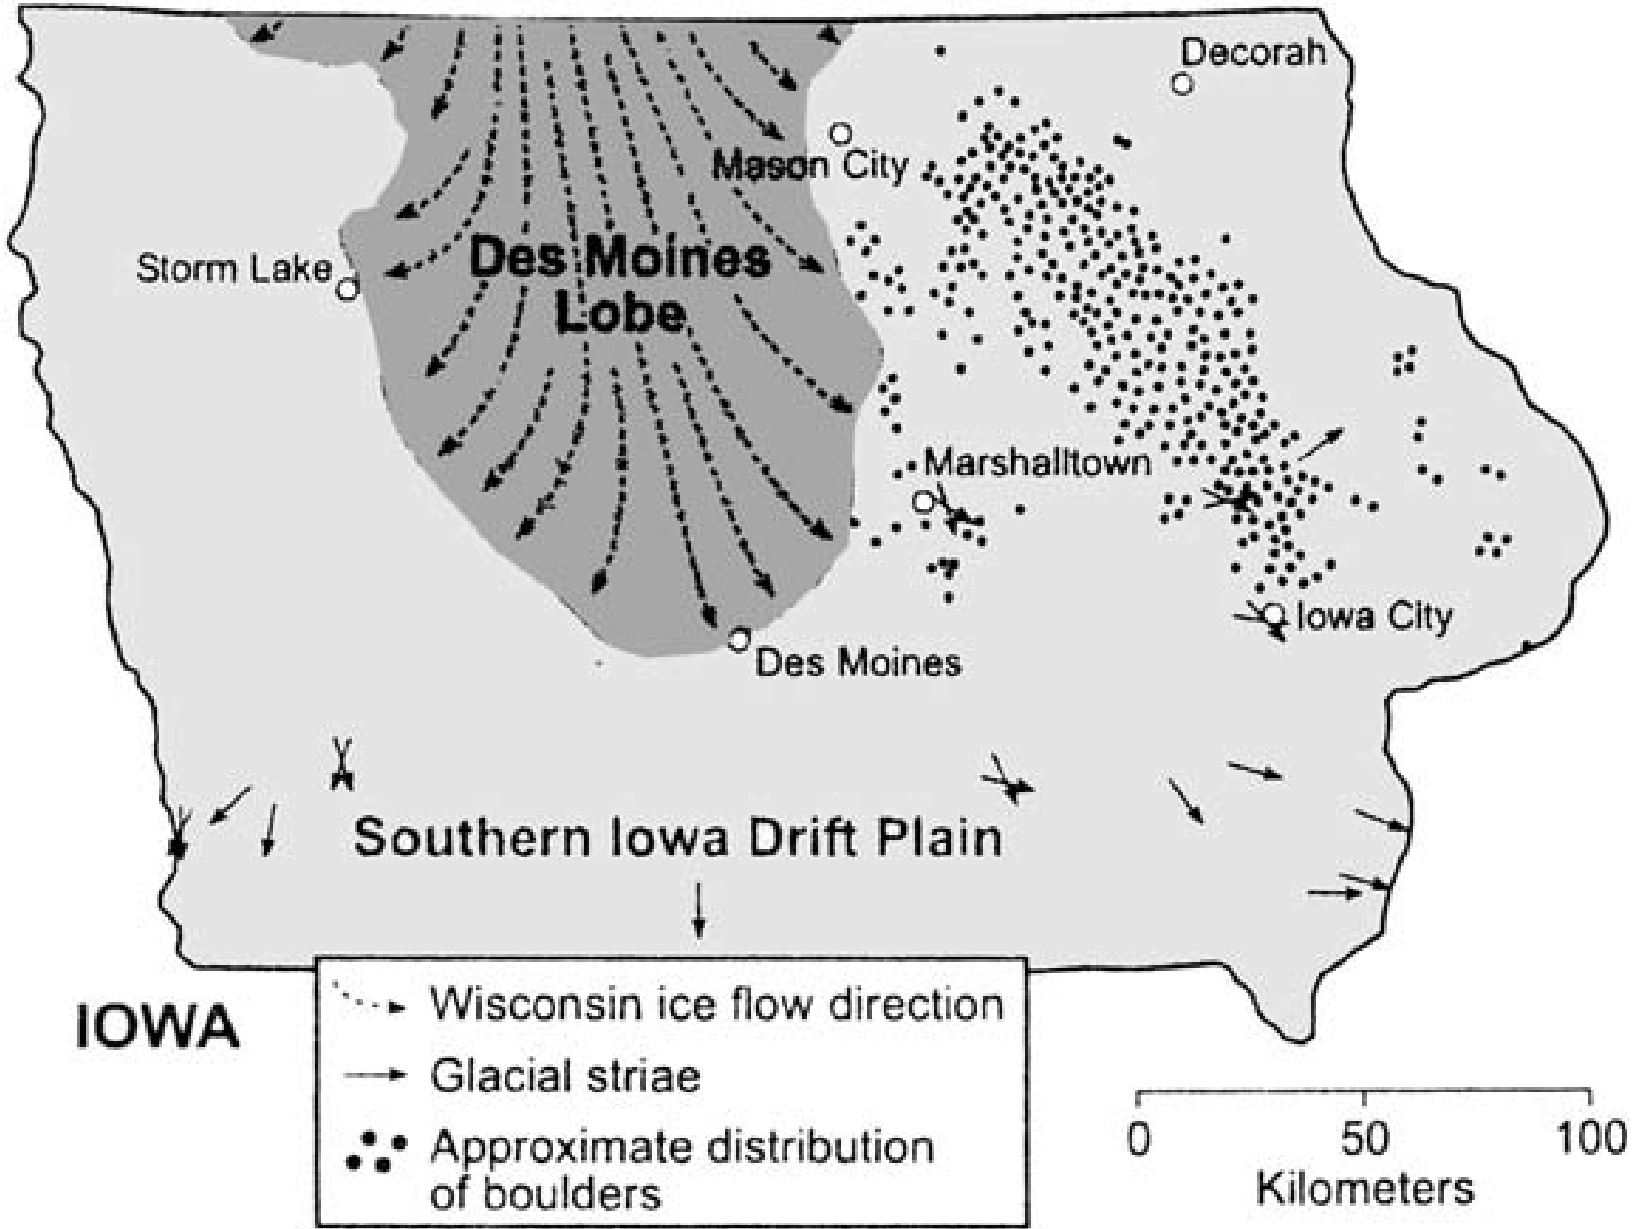 Decorah
Mason City
Storm Lake
Des Moines
Lobe
Marshalltown
Iowa City
Des Moines
Southern Iowa Drift Plain
IOWA
Wisconsin ice flow direction
Glacial striae
Approximate distribution
of boulders
0 50 100
Kilometers